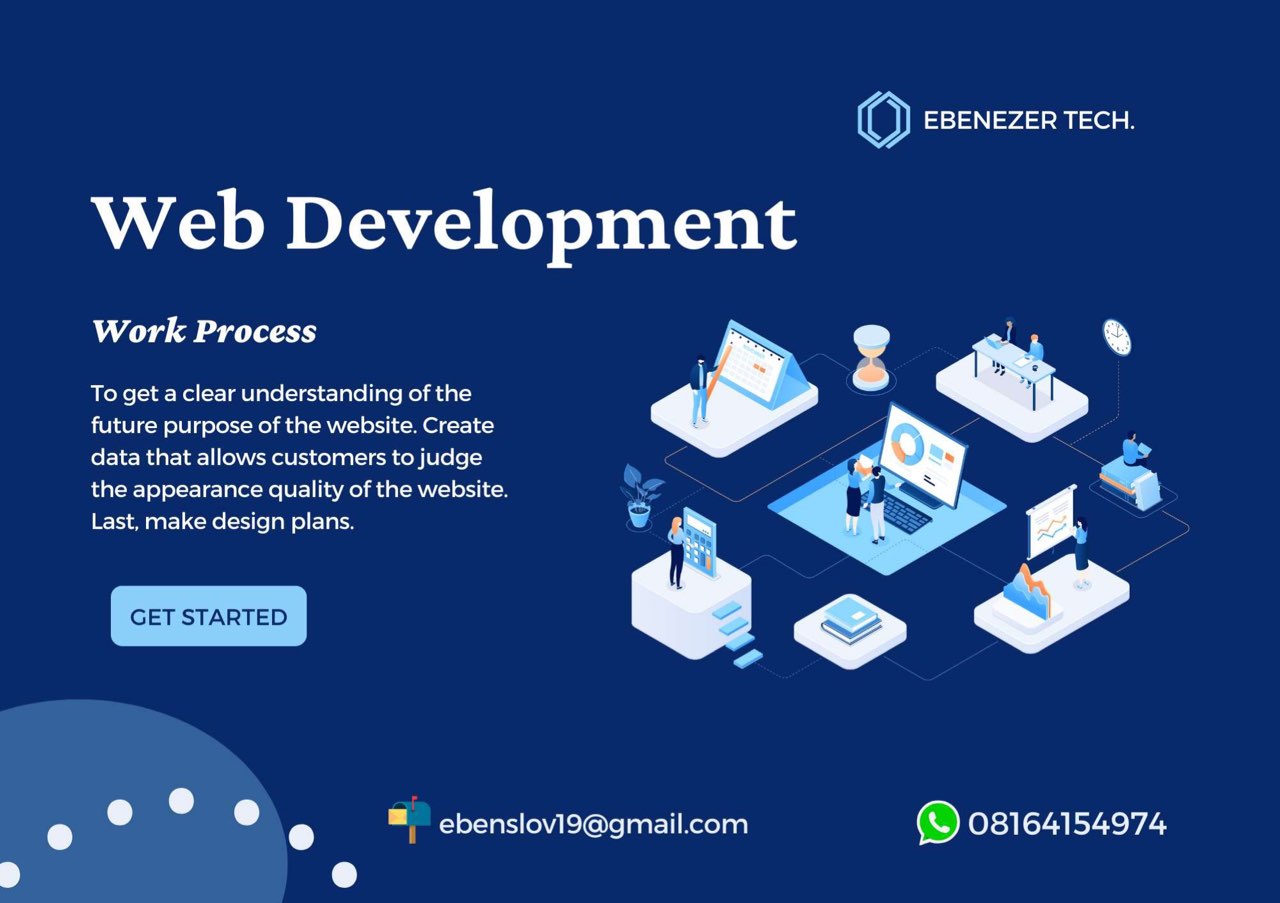 EBENEZER TECH.
Web Development
Work Process
To get a clear understanding of the
future purpose of the website. Create
data that allows customers to judge
the appearance quality of the website.
Last, make design plans.
GET STARTED
ebenslov19@gmail.com
08164154974